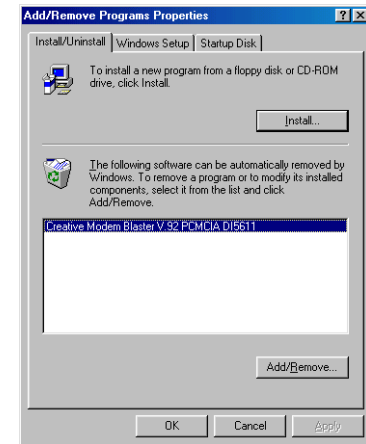 Add/Remove Programs Properties
Install/Uninstall Windows Setup Startup Disk
To install a new program from a floppy disk or CD-ROM
drive, click Install.
Install...
The following software can be automatically removed by
Windows. To remove a program or to modify its installed
components, select it from the list and click
Add/Remove.
Creative Modem Blaster V.92 PCMCIA DI5611
Add/Remove...
OK Cancel Apply